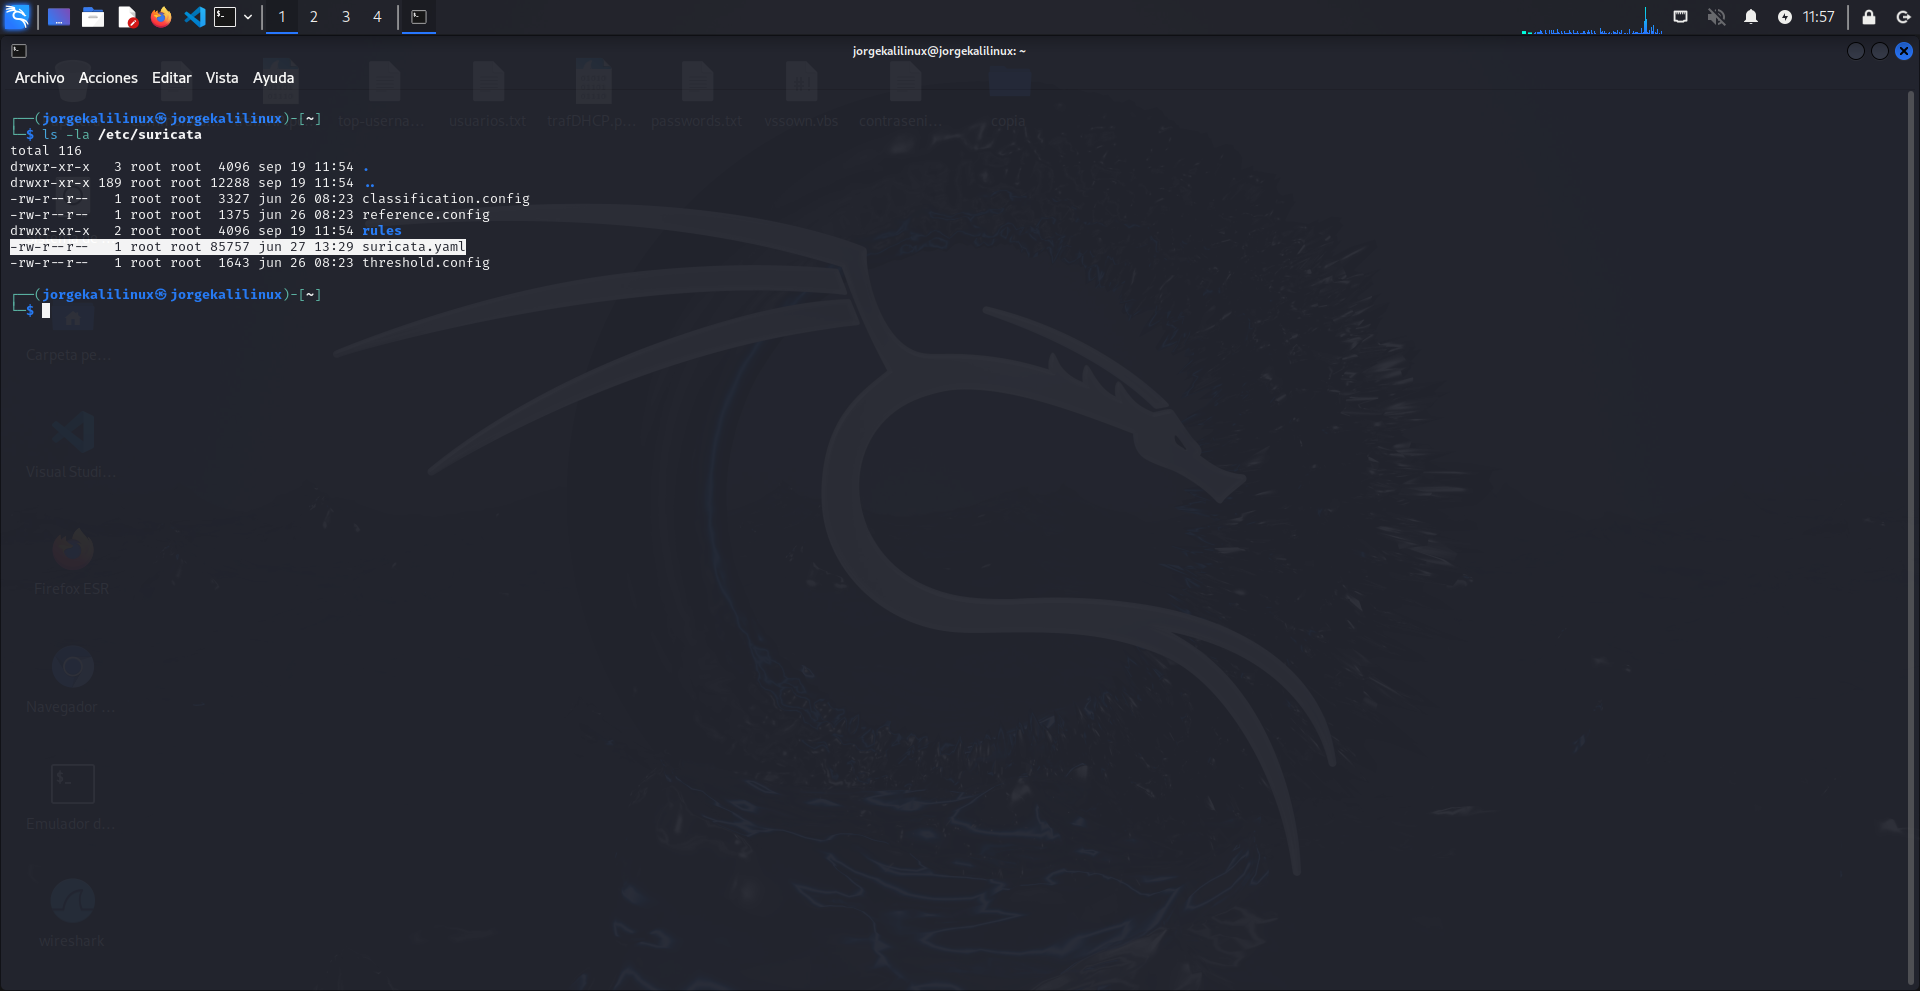 1 2 3 4 11:57
jorgekalilinux@jorgekalilinux: ~
Archivo Acciones Editar Vista Ayuda
top-userna... usuarios.txt trafDHCP.p... passwords.txt vssown.vbs contraseni... copia
┌──(jorgekalilinux㉿jorgekalilinux)-[~]
└─$ ls -la /etc/suricata
total 116
drwxr-xr-x   3 root root  4096 sep 19 11:54 .
drwxr-xr-x 189 root root 12288 sep 19 11:54 ..
-rw-r--r--   1 root root  3327 jun 26 08:23 classification.config
-rw-r--r--   1 root root  1375 jun 26 08:23 reference.config
drwxr-xr-x   2 root root  4096 sep 19 11:54 rules
-rw-r--r--   1 root root 85757 jun 27 13:29 suricata.yaml
-rw-r--r--   1 root root  1643 jun 26 08:23 threshold.config
┌──(jorgekalilinux㉿jorgekalilinux)-[~]
└─$
Carpeta pe...
Visual Studi...
Firefox ESR
Navegador ...
Emulador d...
wireshark